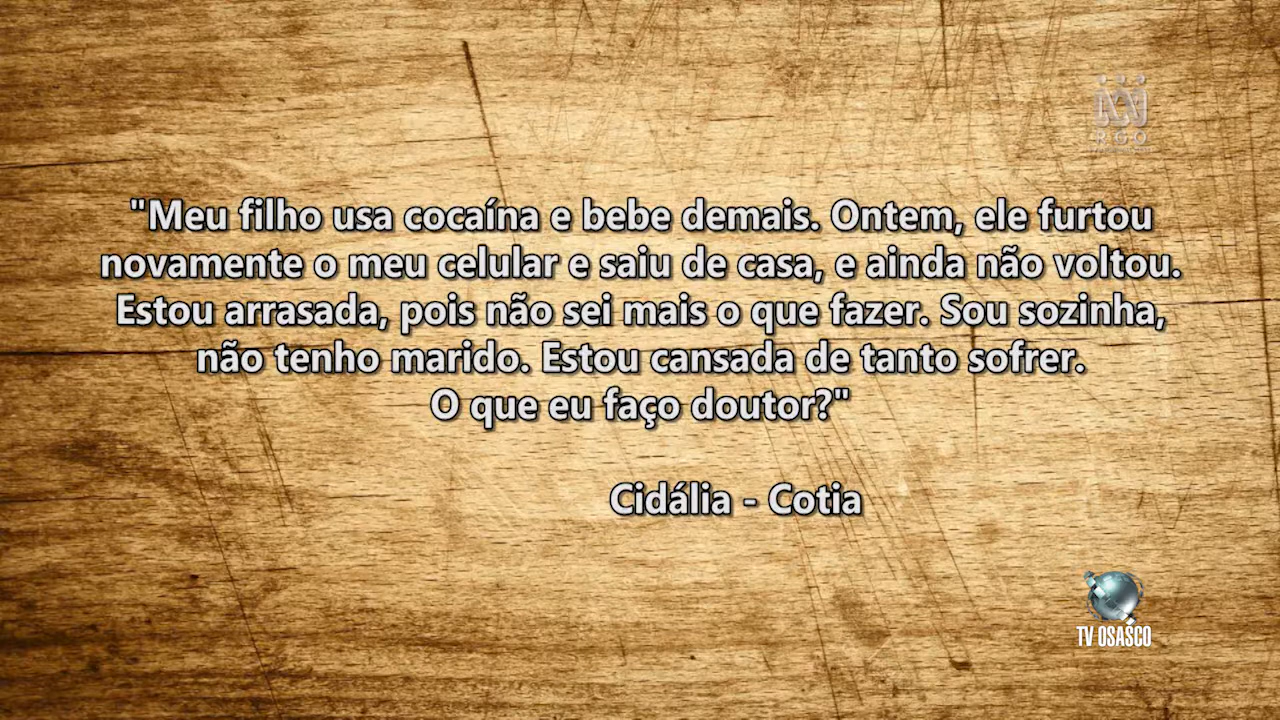 RGO
"Meu filho usa cocaína e bebe demais. Ontem, ele furtou
novamente o meu celular e saiu de casa, e ainda não voltou.
Estou arrasada, pois não sei mais o que fazer. Sou sozinha,
não tenho marido. Estou cansada de tanto sofrer.
O que eu faço doutor?"
Cidália - Cotia
TV OSASCO